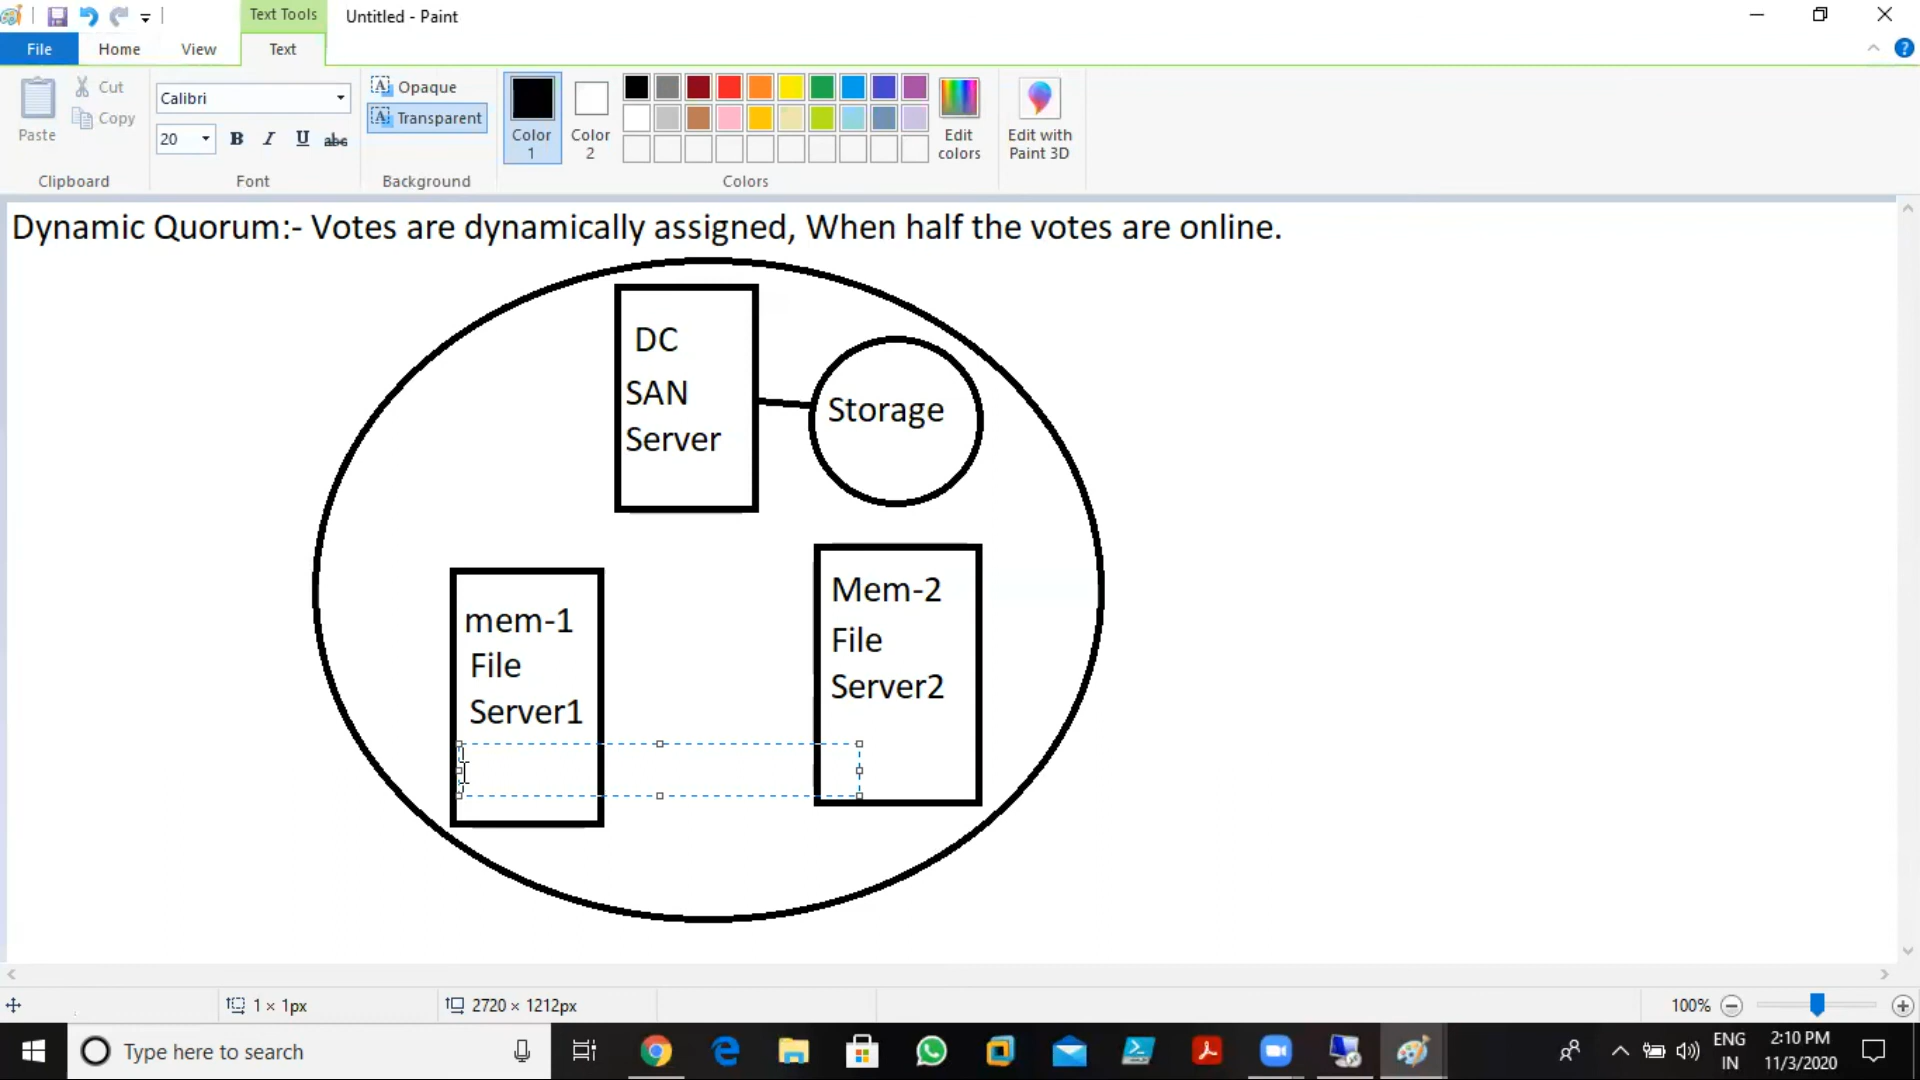 Text Tools
Untitled - Paint
File
Home
View
Text
Paste
Cut
Copy
Clipboard
Calibri
20
B I U abc
Font
Opaque
Transparent
Background
Color 1
Color 2
Colors
Edit colors
Edit with Paint 3D
Dynamic Quorum:- Votes are dynamically assigned, When half the votes are online.
DC
SAN
Server
Storage
mem-1
File
Server1
Mem-2
File
Server2
1 × 1px
2720 × 1212px
100%
Type here to search
ENG
IN
2:10 PM
11/3/2020